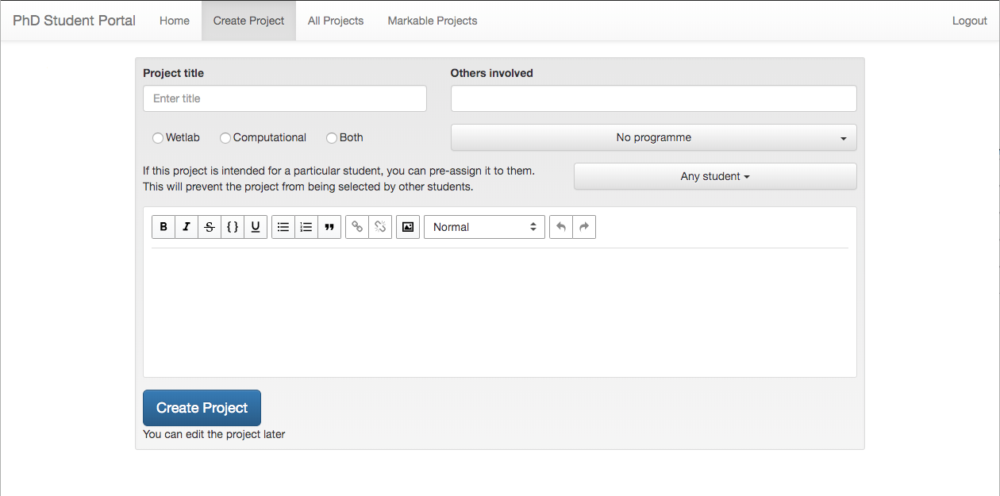 PhD Student Portal Home Create Project All Projects Markable Projects Logout
Project title Others involved
Enter title
Wetlab Computational Both No programme
If this project is intended for a particular student, you can pre-assign it to them.
This will prevent the project from being selected by other students.
Any student
B I S {} U Normal
Create Project
You can edit the project later